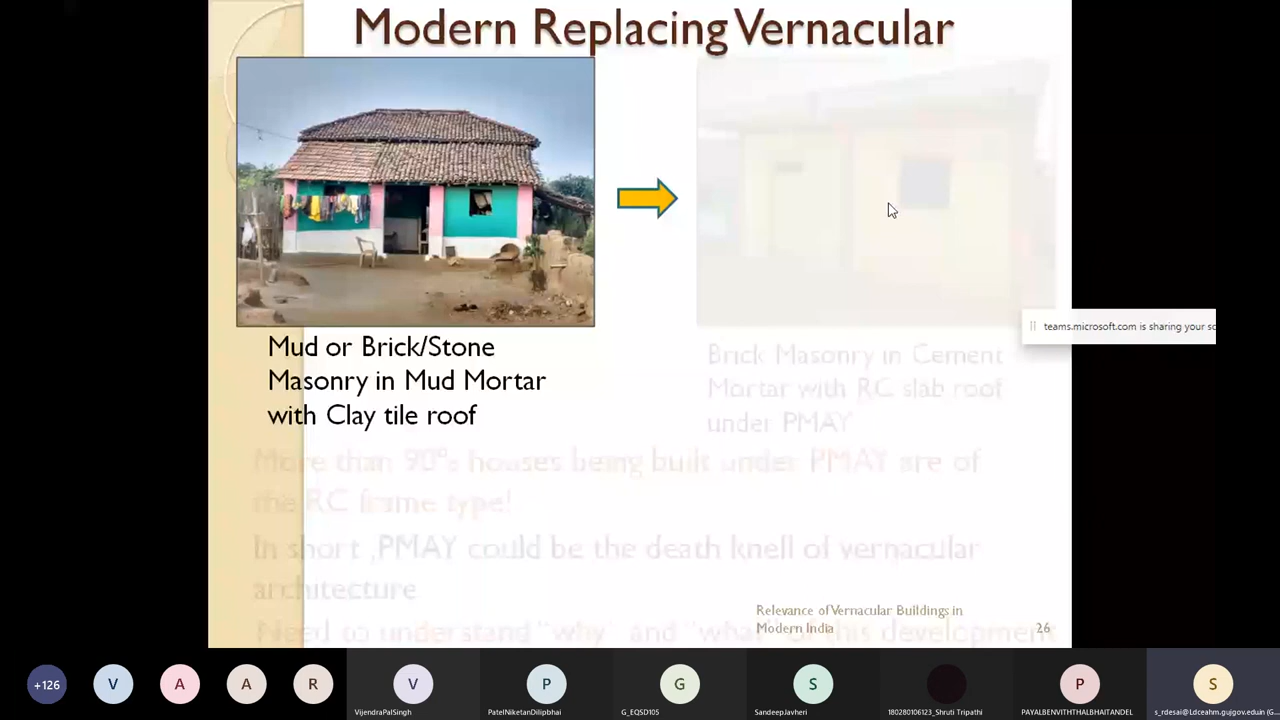 Modern Replacing Vernacular
Mud or Brick/Stone
Masonry in Mud Mortar
with Clay tile roof
Brick Masonry in Cement
Mortar with RC slab roof
under PMAY
More than 90% houses being built under PMAY are of
the RC frame type!
In short ,PMAY could be the death knell of vernacular
architecture
Need to understand "why" and "what" of this development
Relevance of Vernacular Buildings in
Modern India
26
teams.microsoft.com is sharing your sc
+126
V
A
A
R
V
P
G
S
P
S
VijendraPalSingh
PatelNiketanDilipbhai
G_EQSD105
SandeepJavheri
180280106123_Shruti Tripathi
PAYALBENVITHTHALBHAITANDEL
s_rdesai@Ldceahm.gujgov.eduin (G...